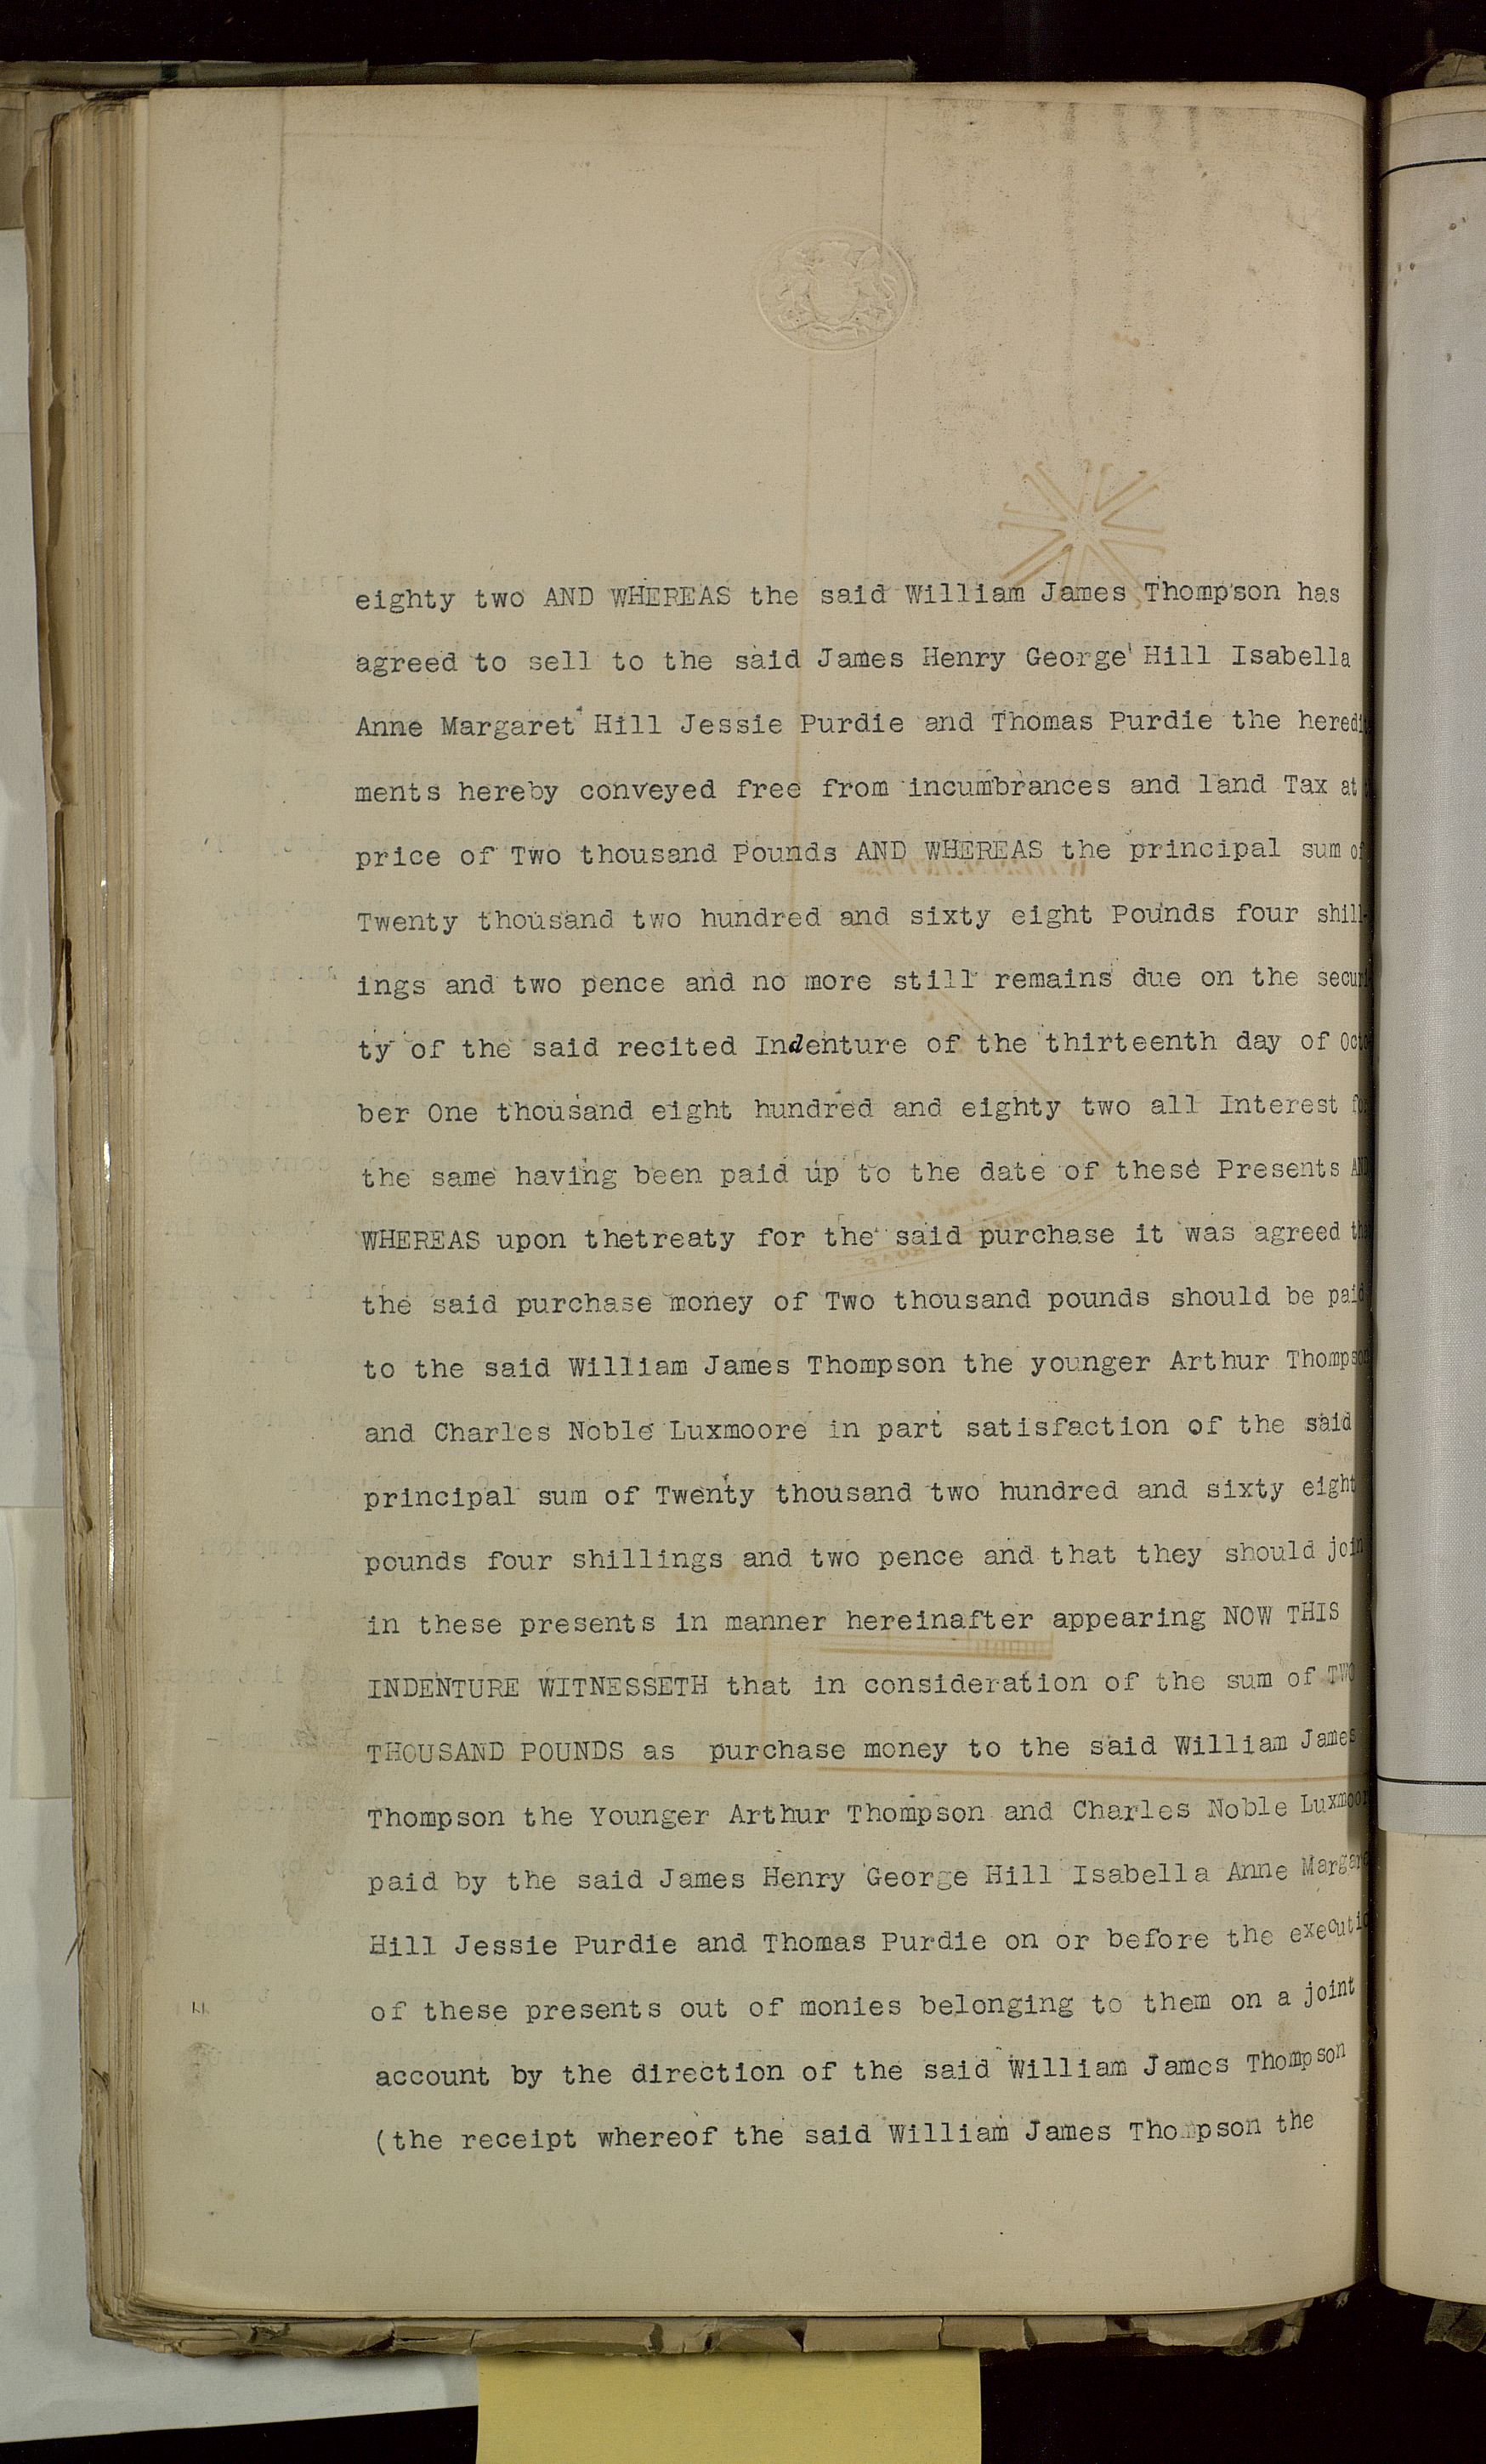 eighty two AND WHEREAS the said William James Thompson has
agreed to sell to the said James Henry George Hill Isabella
Anne Margaret Hill Jessie Purdie and Thomas Purdie the heredi
ments hereby conveyed free from incumbrances and land Tax at
price of Two thousand Pounds AND WHEREAS the principal sum of
Twenty thousand two hundred and sixty eight Pounds four shill-
ings and two pence and no more still remains due on the securi
ty of the said recited Indenture of the thirteenth day of Octo
ber One thousand eight hundred and eighty two all Interest for
the same having been paid up to the date of these Presents AND
WHEREAS upon thetreaty for the said purchase it was agreed tha
the said purchase money of Two thousand pounds should be paid
to the said William James Thompson the younger Arthur Thompson
and Charles Noble Luxmoore in part satisfaction of the said
principal sum of Twenty thousand two hundred and sixty eight
pounds four shillings and two pence and that they should join
in these presents in manner hereinafter appearing NOW THIS
INDENTURE WITNESSETH that in consideration of the sum of TWO
THOUSAND POUNDS as purchase money to the said William James
Thompson the Younger Arthur Thompson and Charles Noble Luxmoor
paid by the said James Henry George Hill Isabella Anne Margare
Hill Jessie Purdie and Thomas Purdie on or before the executio
of these presents out of monies belonging to them on a joint
account by the direction of the said William James Thompson
(the receipt whereof the said William James Thompson the